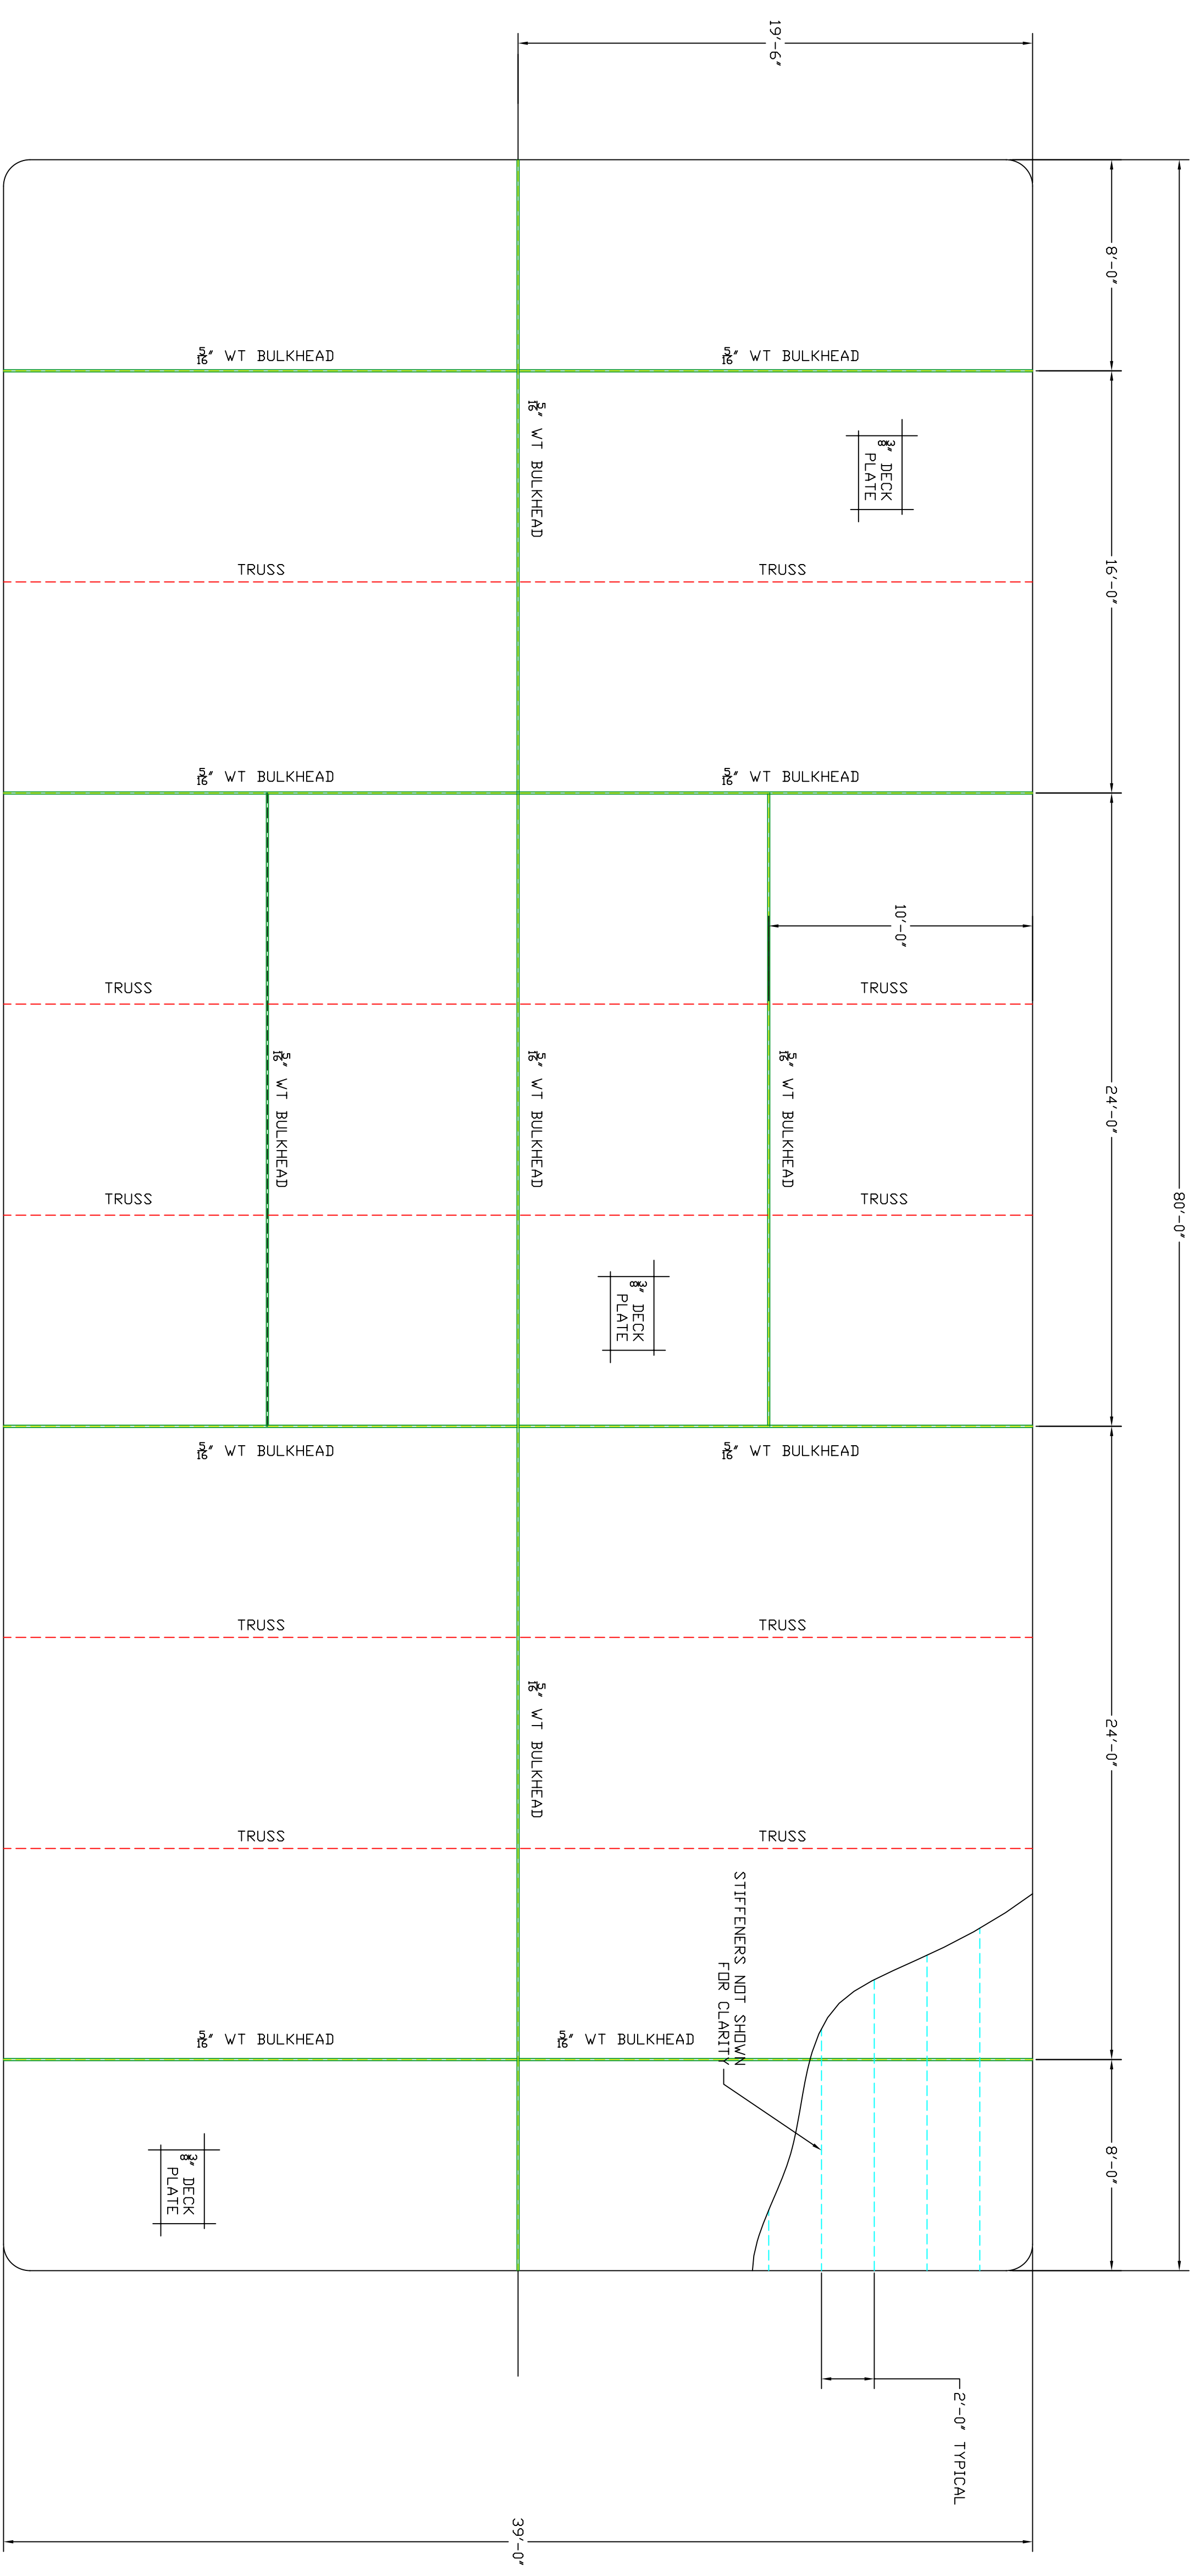 19'-6"
8'-0"
16'-0"
24'-0"
24'-0"
8'-0"
80'-0"
5/16" WT BULKHEAD
5/16" WT BULKHEAD
5/16" WT BULKHEAD
3/8" DECK
PLATE
TRUSS
TRUSS
5/16" WT BULKHEAD
5/16" WT BULKHEAD
10'-0"
TRUSS
TRUSS
5/16" WT BULKHEAD
5/16" WT BULKHEAD
5/16" WT BULKHEAD
TRUSS
TRUSS
3/8" DECK
PLATE
5/16" WT BULKHEAD
5/16" WT BULKHEAD
TRUSS
TRUSS
5/16" WT BULKHEAD
TRUSS
TRUSS
STIFFENERS NOT SHOWN
FOR CLARITY
5/16" WT BULKHEAD
5/16" WT BULKHEAD
3/8" DECK
PLATE
2'-0" TYPICAL
39'-0"